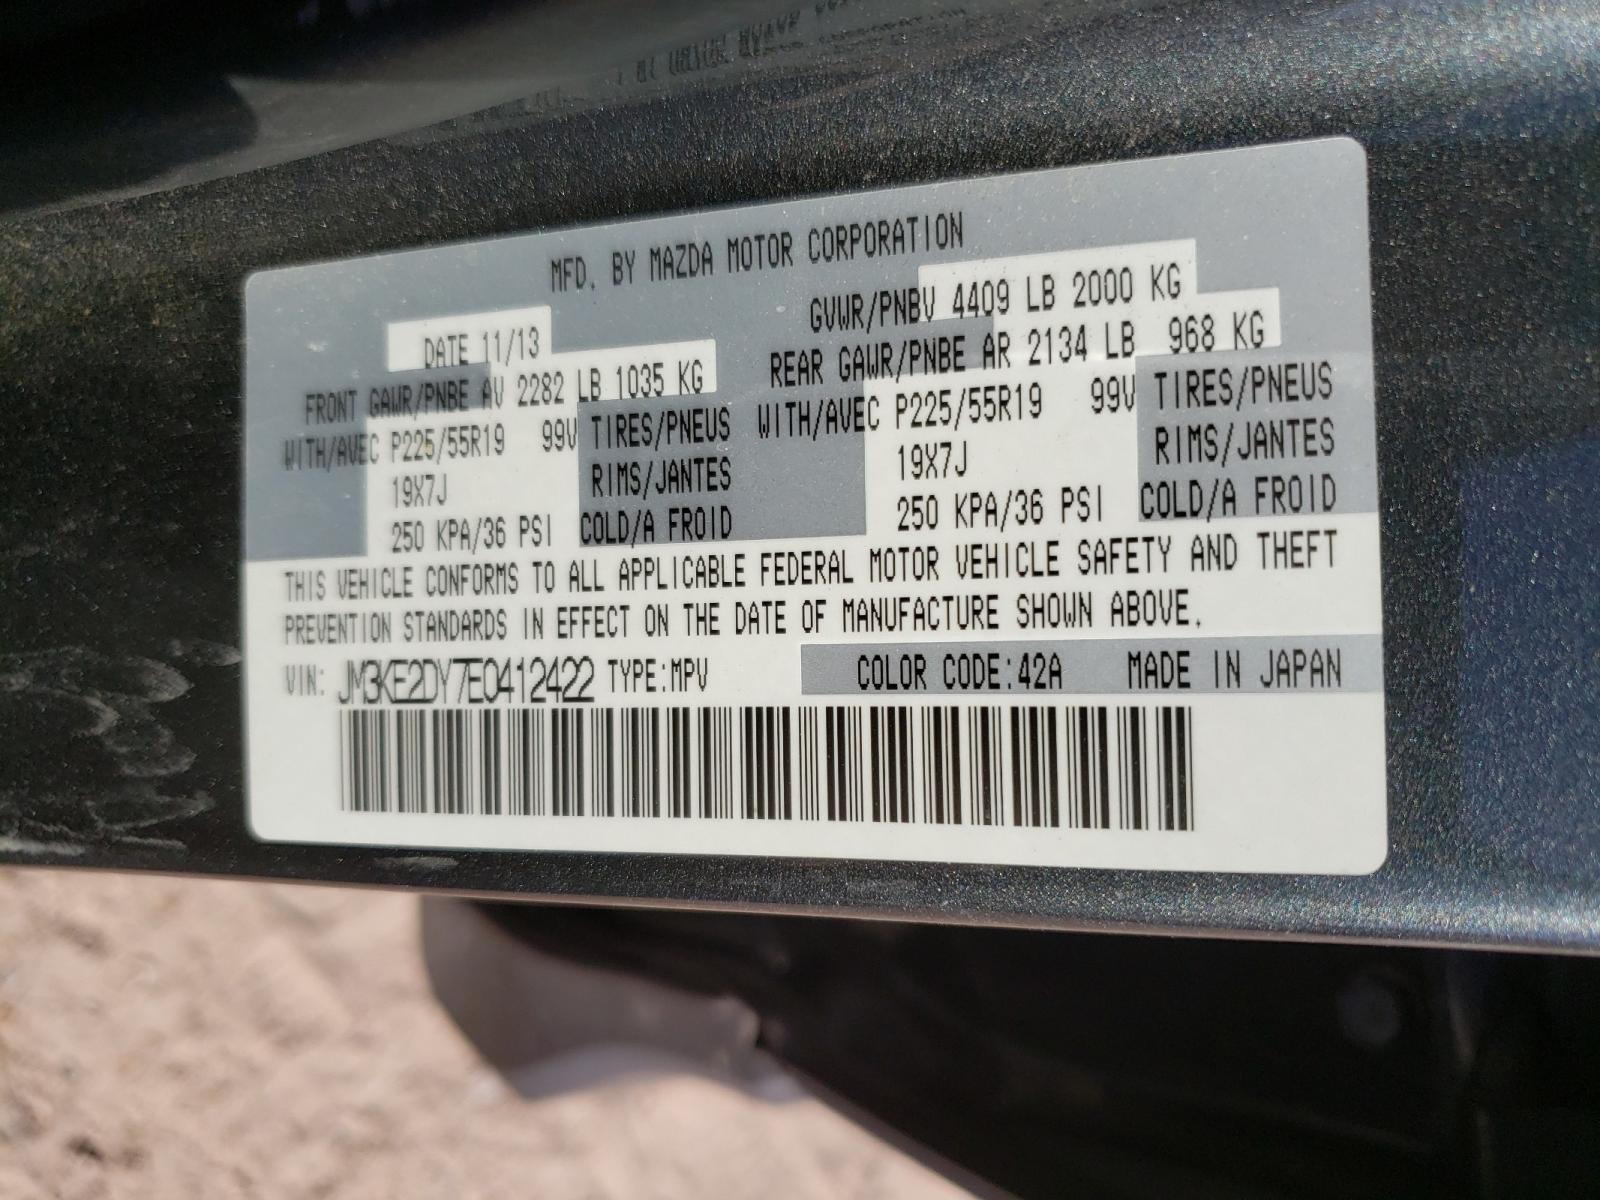 MFD. BY MAZDA MOTOR CORPORATION
DATE 11/13 GVWR/PNBV 4409 LB 2000 KG
FRONT GAWR/PNBE AV 2282 LB 1035 KG REAR GAWR/PNBE AR 2134 LB 968 KG
WITH/AVEC P225/55R19 99V TIRES/PNEUS WITH/AVEC P225/55R19 99V TIRES/PNEUS
19X7J RIMS/JANTES 19X7J RIMS/JANTES
250 KPA/36 PSI COLD/A FROID 250 KPA/36 PSI COLD/A FROID
THIS VEHICLE CONFORMS TO ALL APPLICABLE FEDERAL MOTOR VEHICLE SAFETY AND THEFT
PREVENTION STANDARDS IN EFFECT ON THE DATE OF MANUFACTURE SHOWN ABOVE.
VIN: JM3KE2DY7E0412422 TYPE:MPV COLOR CODE:42A MADE IN JAPAN